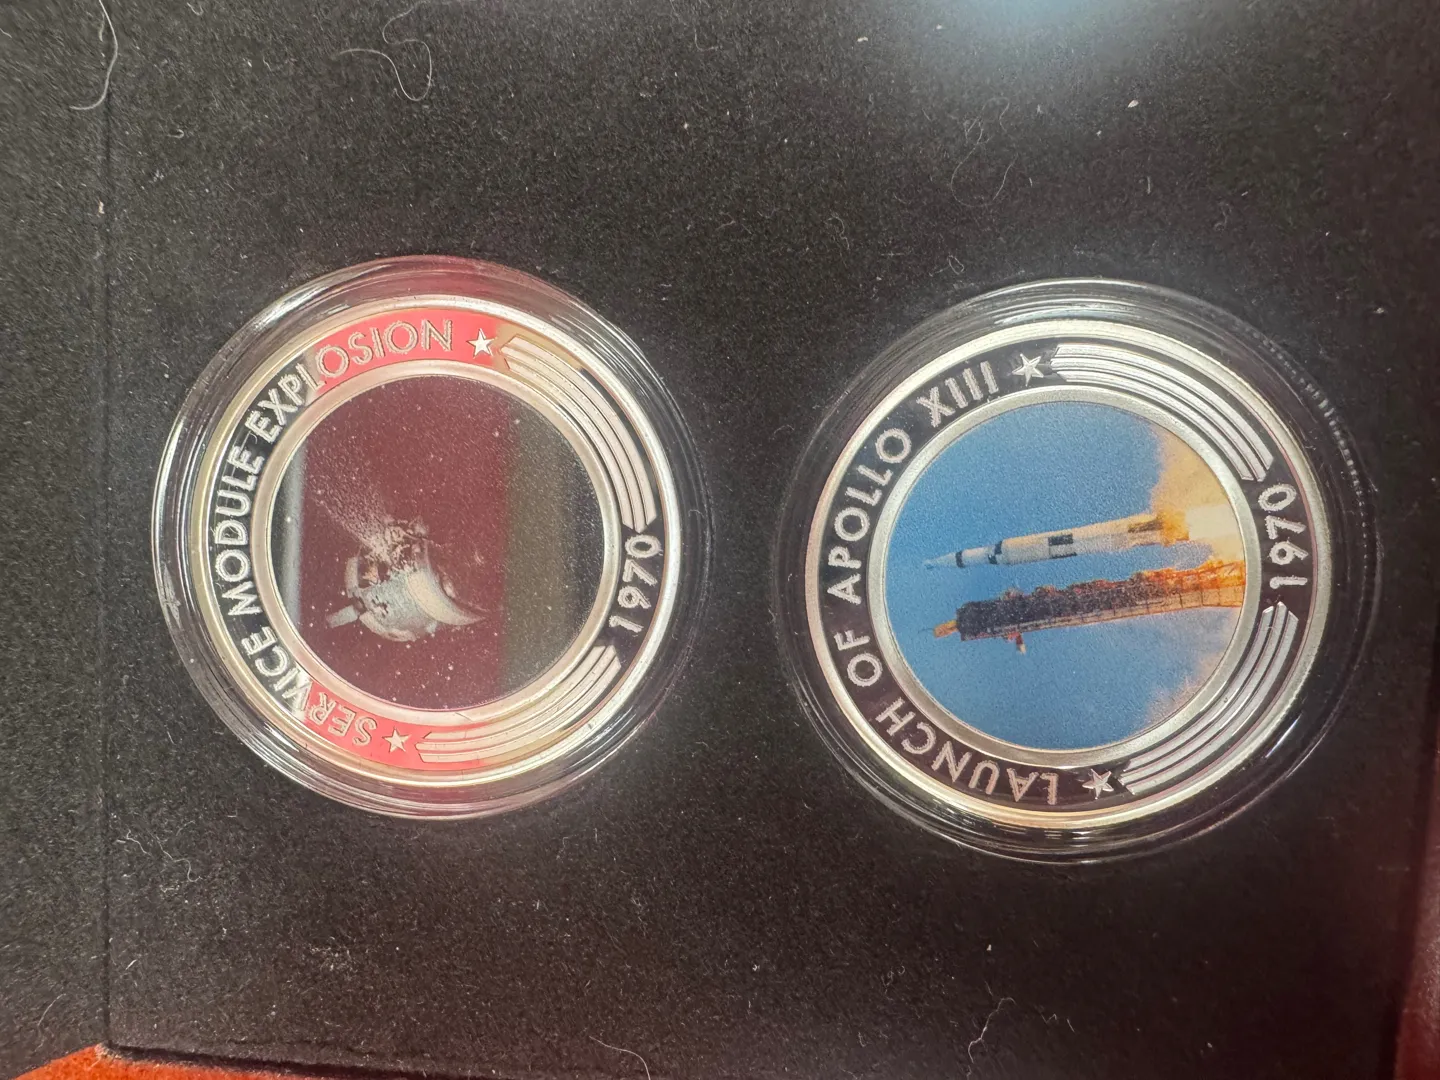 SERVICE MODULE EXPLOSION
1970
LAUNCH OF APOLLO XIII
1970